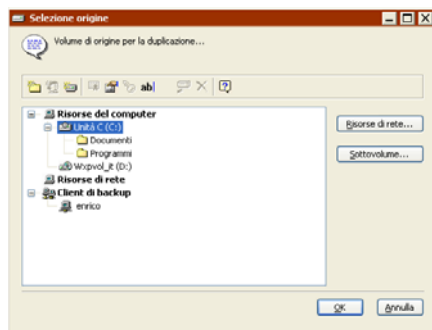 Selezione origine
Volume di origine per la duplicazione...
ab
Risorse del computer
Unità C (C:)
Documenti
Programmi
Wxpvol_it (D:)
Risorse di rete
Client di backup
enrico
Risorse di rete...
Sottovolume...
OK
Annulla